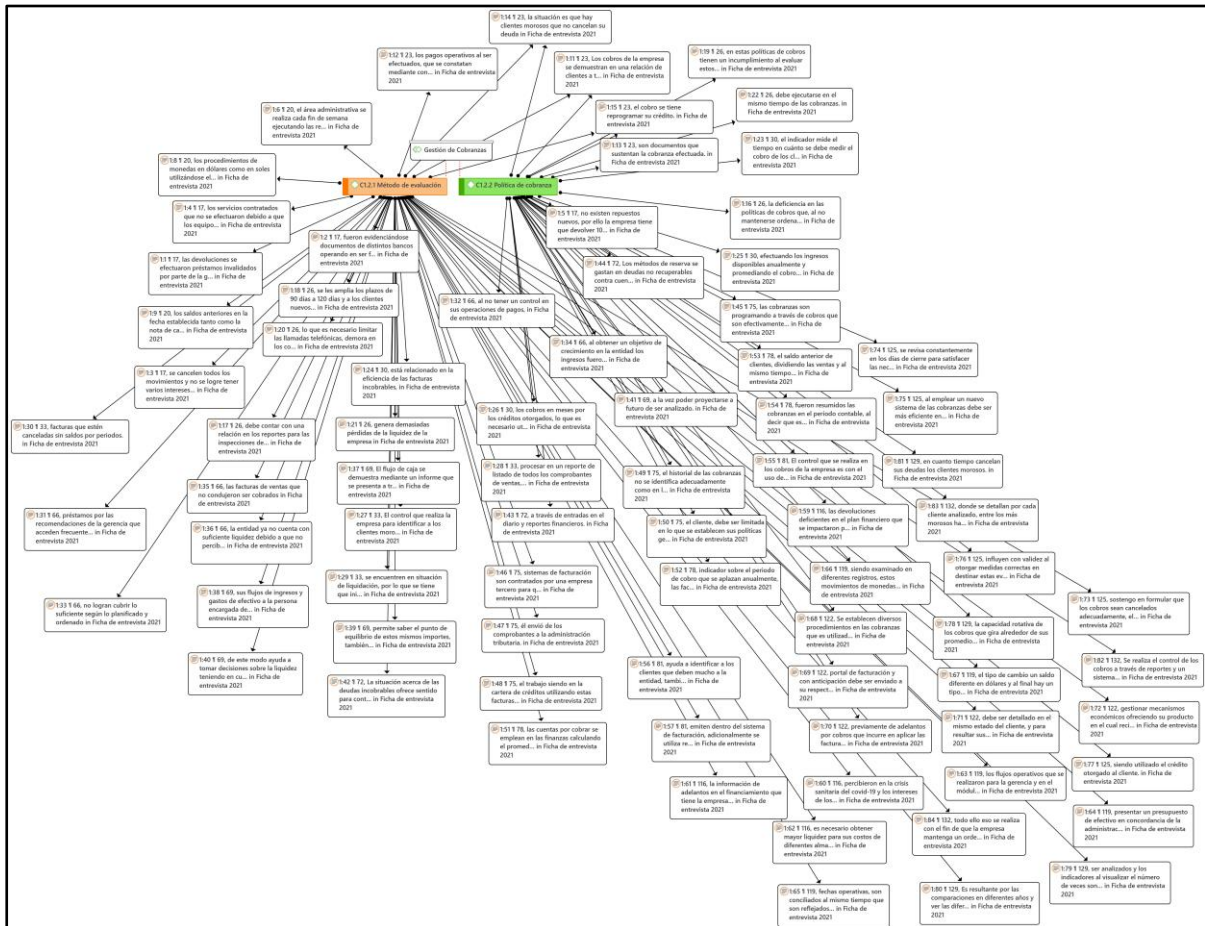 1:14 ¶ 23, la situación es que hay
clientes morosos que no cancelan su
deuda in Ficha de entrevista 2021
1:12 ¶ 23, los pagos operativos al ser
efectuados, que se constatan
mediante con... in Ficha de entrevista
2021
1:11 ¶ 23, Los cobros de la empresa
se demuestran en una relación de
clientes a t... in Ficha de entrevista
2021
1:19 ¶ 26, en estas políticas de cobros
tienen un incumplimiento al evaluar
estos... in Ficha de entrevista 2021
1:6 ¶ 20, el área administrativa se
realiza cada fin de semana
ejecutando las re... in Ficha de
entrevista 2021
1:15 ¶ 23, el cobro se tiene
reprogramar su crédito. in Ficha de
entrevista 2021
1:22 ¶ 26, debe ejecutarse en el
mismo tiempo de las cobranzas. in
Ficha de entrevista 2021
1:13 ¶ 23, son documentos que
sustentan la cobranza efectuada. in
Ficha de entrevista 2021
1:23 ¶ 30, el indicador mide el
tiempo en cuánto se debe medir el
cobro de los cl... in Ficha de
entrevista 2021
Gestión de Cobranzas
1:8 ¶ 20, los procedimientos de
monedas en dólares como en soles
utilizándose el... in Ficha de
entrevista 2021
C1.2.1 Método de evaluación
C1.2.2 Política de cobranza
1:4 ¶ 17, los servicios contratados
que no se efectuaron debido a que
los equipo... in Ficha de entrevista
2021
1:16 ¶ 26, la deficiencia en las
políticas de cobros que, al no
mantenerse ordena... in Ficha de
entrevista 2021
1:5 ¶ 17, no existen repuestos
nuevos, por ello la empresa tiene
que devolver 10... in Ficha de
entrevista 2021
1:2 ¶ 17, fueron evidenciándose
documentos de distintos bancos
operando en ser f... in Ficha de
entrevista 2021
1:1 ¶ 17, las devoluciones se
efectuaron préstamos invalidados
por parte de la g... in Ficha de
entrevista 2021
1:25 ¶ 30, efectuando los ingresos
disponibles anualmente y
promediando el cobro... in Ficha de
entrevista 2021
1:44 ¶ 72, Los métodos de reserva se
gastan en deudas no recuperables
contra cuen... in Ficha de entrevista
2021
1:18 ¶ 26, se les amplia los plazos de
90 días a 120 días y a los clientes
nuevos... in Ficha de entrevista 2021
1:32 ¶ 66, al no tener un control en
sus operaciones de pagos. in Ficha
de entrevista 2021
1:9 ¶ 20, los saldos anteriores en la
fecha establecida tanto como la
nota de ca... in Ficha de entrevista
2021
1:45 ¶ 75, las cobranzas son
programando a través de cobros que
son efectivamente... in Ficha de
entrevista 2021
1:20 ¶ 26, lo que es necesario limitar
las llamadas telefónicas, demora en
los co... in Ficha de entrevista 2021
1:34 ¶ 66, al obtener un objetivo de
crecimiento en la entidad los
ingresos fuero... in Ficha de
entrevista 2021
1:74 ¶ 125, se revisa constantemente
en los días de cierre para satisfacer
las nec... in Ficha de entrevista 2021
1:53 ¶ 78, el saldo anterior de
clientes, dividiendo las ventas y al
mismo tiempo... in Ficha de
entrevista 2021
1:3 ¶ 17, se cancelen todos los
movimientos y no se logre tener
varios intereses... in Ficha de
entrevista 2021
1:24 ¶ 30, está relacionado en la
eficiencia de las facturas
incobrables, in Ficha de entrevista
2021
1:75 ¶ 125, al emplear un nuevo
sistema de las cobranzas debe ser
más eficiente en... in Ficha de
entrevista 2021
1:41 ¶ 69, a la vez poder proyectarse a
futuro de ser analizado. in Ficha de
entrevista 2021
1:54 ¶ 78, fueron resumidos las
cobranzas en el periodo contable, al
decir que es... in Ficha de entrevista
2021
1:26 ¶ 30, los cobros en meses por
los créditos otorgados, lo que es
necesario ut... in Ficha de entrevista
2021
1:30 ¶ 33, facturas que estén
canceladas sin saldos por periodos.
in Ficha de entrevista 2021
1:17 ¶ 26, debe contar con una
relación en los reportes para las
inspecciones de... in Ficha de
entrevista 2021
1:21 ¶ 26, genera demasiadas
pérdidas de la liquidez de la
empresa in Ficha de entrevista 2021
1:55 ¶ 81, El control que se realiza
en los cobros de la empresa es con el
uso de... in Ficha de entrevista 2021
1:81 ¶ 129, en cuanto tiempo cancelan
sus deudas los clientes morosos. in
Ficha de entrevista 2021
1:28 ¶ 33, procesar en un reporte de
listado de todos los comprobantes
de ventas,... in Ficha de entrevista
2021
1:49 ¶ 75, el historial de las cobranzas
no se identifica adecuadamente
como en l... in Ficha de entrevista
2021
1:37 ¶ 69, El flujo de caja se
demuestra mediante un informe que
se presenta a tr... in Ficha de
entrevista 2021
1:35 ¶ 66, las facturas de ventas que
no condujeron ser cobrados in Ficha
de entrevista 2021
1:83 ¶ 132, donde se detallan por
cada cliente analizado, entre los
más morosos ha... in Ficha de
entrevista 2021
1:59 ¶ 116, las devoluciones
deficientes en el plan financiero que
se impactaron p... in Ficha de
entrevista 2021
1:31 ¶ 66, préstamos por las
recomendaciones de la gerencia que
acceden frecuente... in Ficha de
entrevista 2021
1:43 ¶ 72, a través de entradas en el
diario y reportes financieros. in Ficha
de entrevista 2021
1:50 ¶ 75, el cliente, debe ser limitada
en lo que se establecen sus políticas
ge... in Ficha de entrevista 2021
1:36 ¶ 66, la entidad ya no cuenta con
suficiente liquidez debido a que no
percib... in Ficha de entrevista 2021
1:27 ¶ 33, El control que realiza la
empresa para identificar a los
clientes moro... in Ficha de
entrevista 2021
1:76 ¶ 125, influyen con validez al
otorgar medidas correctas en
destinar estas ev... in Ficha de
entrevista 2021
1:52 ¶ 78, indicador sobre el periodo
de cobro que se aplazan anualmente,
las fac... in Ficha de entrevista 2021
1:66 ¶ 119, siendo examinado en
diferentes registros, estos
movimientos de monedas... in Ficha
de entrevista 2021
1:46 ¶ 75, sistemas de facturación
son contratados por una empresa
tercero para q... in Ficha de
entrevista 2021
1:29 ¶ 33, se encuentren en situación
de liquidación, por lo que se tiene
que ini... in Ficha de entrevista 2021
1:38 ¶ 69, sus flujos de ingresos y
gastos de efectivo a la persona
encargada de... in Ficha de
entrevista 2021
1:73 ¶ 125, sostengo en formular que
los cobros sean cancelados
adecuadamente, el... in Ficha de
entrevista 2021
1:33 ¶ 66, no logran cubrir lo
suficiente según lo planificado y
ordenado in Ficha de entrevista 2021
1:68 ¶ 122, Se establecen diversos
procedimientos en las cobranzas
que es utilizad... in Ficha de
entrevista 2021
1:78 ¶ 129, la capacidad rotativa de
los cobros que gira alrededor de sus
promedio... in Ficha de entrevista
2021
1:39 ¶ 69, permite saber el punto de
equilibrio de estos mismos importes,
también... in Ficha de entrevista
2021
1:47 ¶ 75, él envió de los
comprobantes a la administración
tributaria. in Ficha de entrevista
2021
1:82 ¶ 132, Se realiza el control de los
cobros a través de reportes y un
sistema... in Ficha de entrevista
2021
1:40 ¶ 69, de este modo ayuda a
tomar decisiones sobre la liquidez
teniendo en cu... in Ficha de
entrevista 2021
1:56 ¶ 81, ayuda a identificar a los
clientes que deben mucho a la
entidad, tambi... in Ficha de
entrevista 2021
1:69 ¶ 122, portal de facturación y
con anticipación debe ser enviado a
su respect... in Ficha de entrevista
2021
1:67 ¶ 119, el tipo de cambio un saldo
diferente en dólares y al final hay un
tipo... in Ficha de entrevista 2021
1:42 ¶ 72, La situación acerca de las
deudas incobrables ofrece sentido
para cont... in Ficha de entrevista
2021
1:48 ¶ 75, el trabajo siendo en la
cartera de créditos utilizando estas
facturas... in Ficha de entrevista
2021
1:72 ¶ 122, gestionar mecanismos
económicos ofreciendo su producto
en el cual reci... in Ficha de
entrevista 2021
1:71 ¶ 122, debe ser detallado en el
mismo estado del cliente, y para
resultar sus... in Ficha de entrevista
2021
1:57 ¶ 81, emiten dentro del sistema
de facturación, adicionalmente se
utiliza re... in Ficha de entrevista
2021
1:70 ¶ 122, previamente de adelantos
por cobros que incurre en aplicar las
factura... in Ficha de entrevista 2021
1:51 ¶ 78, las cuentas por cobrar se
emplean en las finanzas calculando
el promed... in Ficha de entrevista
2021
1:77 ¶ 125, siendo utilizado el crédito
otorgado al cliente. in Ficha de
entrevista 2021
1:63 ¶ 119, los flujos operativos que se
realizaron para la gerencia y en el
módul... in Ficha de entrevista 2021
1:61 ¶ 116, la información de
adelantos en el financiamiento que
tiene la empresa... in Ficha de
entrevista 2021
1:60 ¶ 116, percibieron en la crisis
sanitaria del covid-19 y los intereses
de los... in Ficha de entrevista 2021
1:64 ¶ 119, presentar un presupuesto
de efectivo en concordancia de la
administrac... in Ficha de entrevista
2021
1:84 ¶ 132, todo ello eso se realiza
con el fin de que la empresa
mantenga un orde... in Ficha de
entrevista 2021
1:62 ¶ 116, es necesario obtener
mayor liquidez para sus costos de
diferentes alma... in Ficha de
entrevista 2021
1:79 ¶ 129, ser analizados y los
indicadores al visualizar el número
de veces son... in Ficha de
entrevista 2021
1:65 ¶ 119, fechas operativas, son
conciliados al mismo tiempo que
son reflejados... in Ficha de
entrevista 2021
1:80 ¶ 129, Es resultante por las
comparaciones en diferentes años y
ver las difer... in Ficha de entrevista
2021